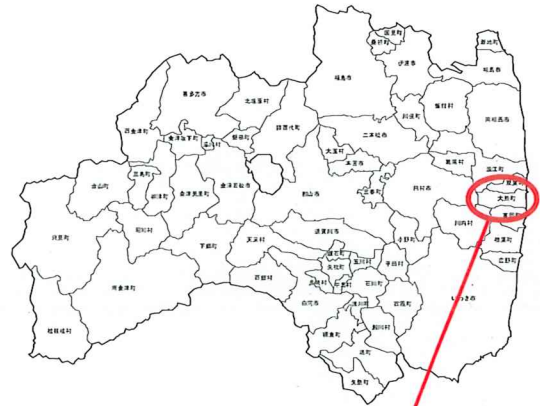 国見町
桑折町
新地町
伊達市
相馬市
福島市
喜多方市
北塩原村
飯舘村
南相馬市
川俣町
猪苗代町
二本松市
西会津町
会津坂下町
湯川村
磐梯町
大玉村
葛尾村
浪江町
本宮市
三島町
双葉町
金山町
柳津町
会津美里町
会津若松市
郡山市
三春町
田村市
大熊町
富岡町
川内村
昭和村
須賀川市
只見町
下郷町
天栄村
小野町
楢葉町
鏡石町
広野町
玉川村
平田村
矢吹町
西郷村
泉崎村
中島村
石川町
南会津町
いわき市
白河市
浅川町
古殿町
棚倉町
鮫川村
檜枝岐村
塙町
矢祭町